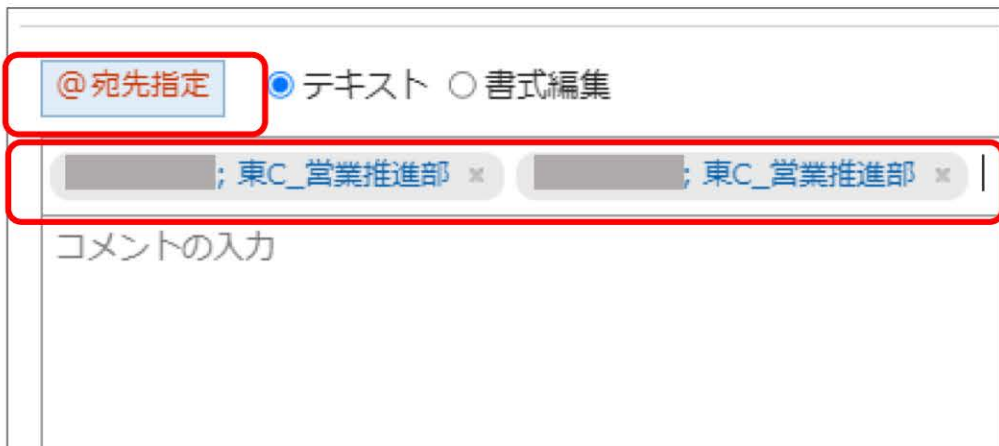 @宛先指定 テキスト 書式編集
; 東C_営業推進部 × ; 東C_営業推進部 ×
コメントの入力